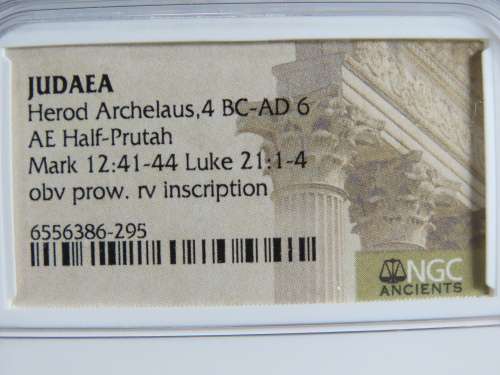 JUDAEA
Herod Archelaus,4 BC-AD 6
AE Half-Prutah
Mark 12:41-44 Luke 21:1-4
obv prow. rv inscription
6556386-295
NGC
ANCIENTS